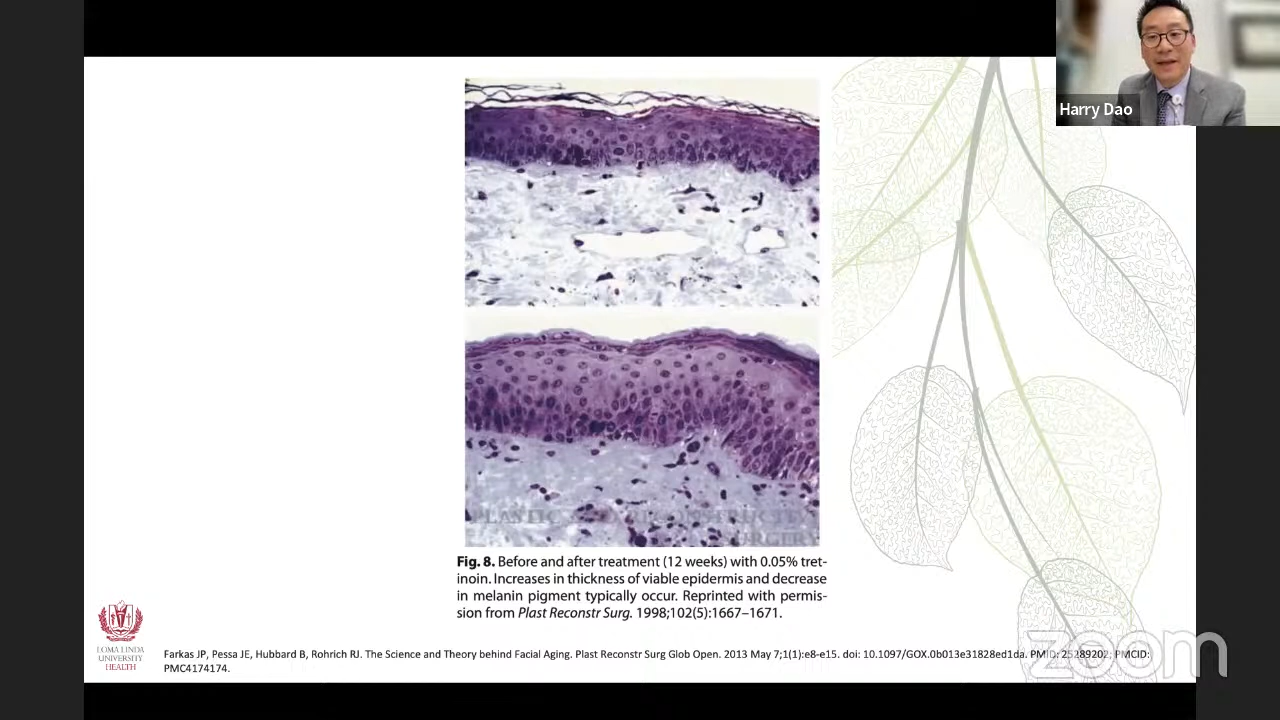 Harry Dao
PLASTIC
SURGERY
Fig. 8. Before and after treatment (12 weeks) with 0.05% tret-
inoin. Increases in thickness of viable epidermis and decrease
in melanin pigment typically occur. Reprinted with permis-
sion from Plast Reconstr Surg. 1998;102(5):1667–1671.
LOMA LINDA
UNIVERSITY
HEALTH
Farkas JP, Pessa JE, Hubbard B, Rohrich RJ. The Science and Theory behind Facial Aging. Plast Reconstr Surg Glob Open. 2013 May 7;1(1):e8-e15. doi: 10.1097/GOX.0b013e31828ed1da. PMID: 25289202; PMCID:
PMC4174174.
zoom